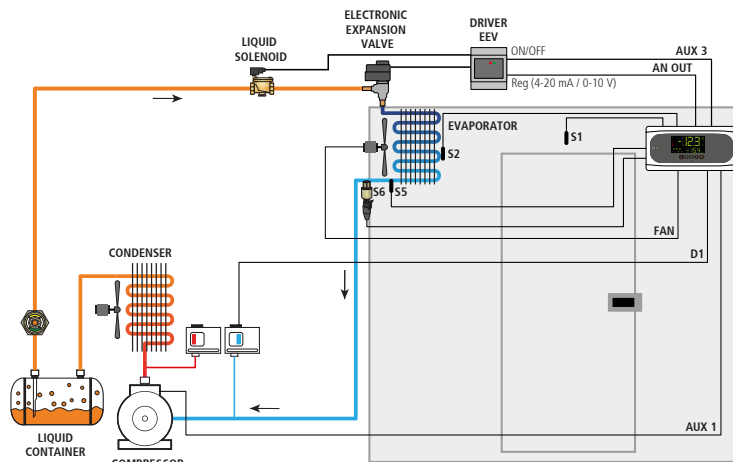 ELECTRONIC
EXPANSION
VALVE
DRIVER
EEV
LIQUID
SOLENOID
ON/OFF
AUX 3
AN OUT
Reg (4-20 mA / 0-10 V)
EVAPORATOR
S1
S2
S6
S5
FAN
D1
CONDENSER
LIQUID
CONTAINER
COMPRESSOR
AUX 1